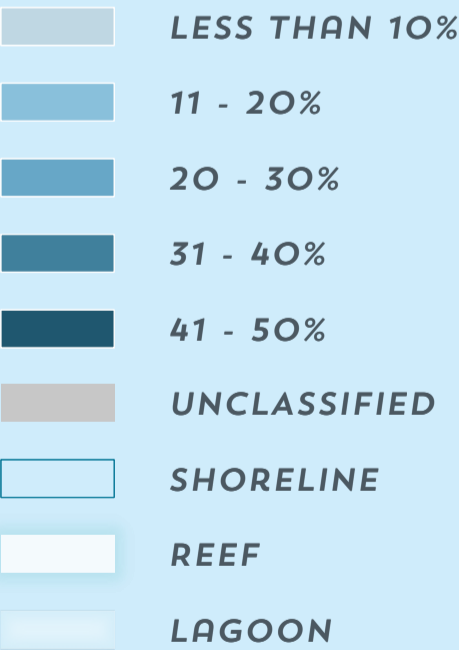 LESS THAN 10%
11 - 20%
20 - 30%
31 - 40%
41 - 50%
UNCLASSIFIED
SHORELINE
REEF
LAGOON